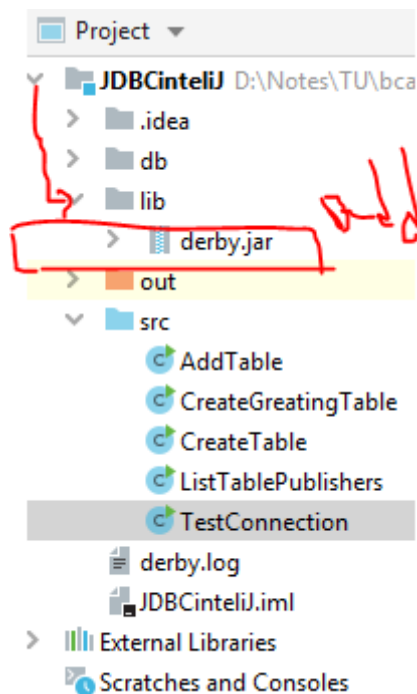 Project
JDBCinteliJ D:\Notes\TU\bca
.idea
db
lib
add
derby.jar
out
src
AddTable
CreateGreatingTable
CreateTable
ListTablePublishers
TestConnection
derby.log
JDBCinteliJ.iml
External Libraries
Scratches and Consoles